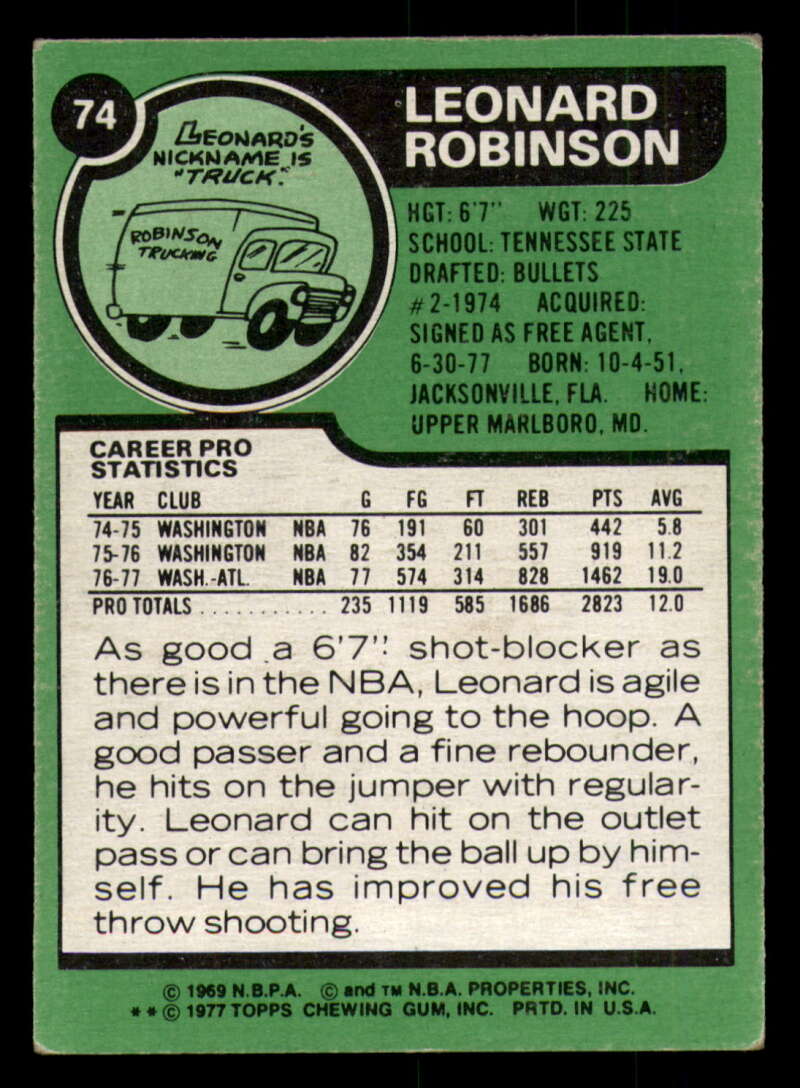 74
LEONARD'S
NICKNAME IS
"TRUCK."
ROBINSON
TRUCKING
LEONARD
ROBINSON
HGT: 6'7" WGT: 225
SCHOOL: TENNESSEE STATE
DRAFTED: BULLETS
#2-1974 ACQUIRED:
SIGNED AS FREE AGENT,
6-30-77 BORN: 10-4-51,
JACKSONVILLE, FLA. HOME:
UPPER MARLBORO, MD.
CAREER PRO
STATISTICS
YEAR CLUB G FG FT REB PTS AVG
74-75 WASHINGTON NBA 76 191 60 301 442 5.8
75-76 WASHINGTON NBA 82 354 211 557 919 11.2
76-77 WASH.-ATL. NBA 77 574 314 828 1462 19.0
PRO TOTALS ........... 235 1119 585 1686 2823 12.0
As good a 6'7" shot-blocker as
there is in the NBA, Leonard is agile
and powerful going to the hoop. A
good passer and a fine rebounder,
he hits on the jumper with regular-
ity. Leonard can hit on the outlet
pass or can bring the ball up by him-
self. He has improved his free
throw shooting.
© 1969 N.B.P.A. © and TM N.B.A. PROPERTIES, INC.
**© 1977 TOPPS CHEWING GUM, INC. PRTD. IN U.S.A.